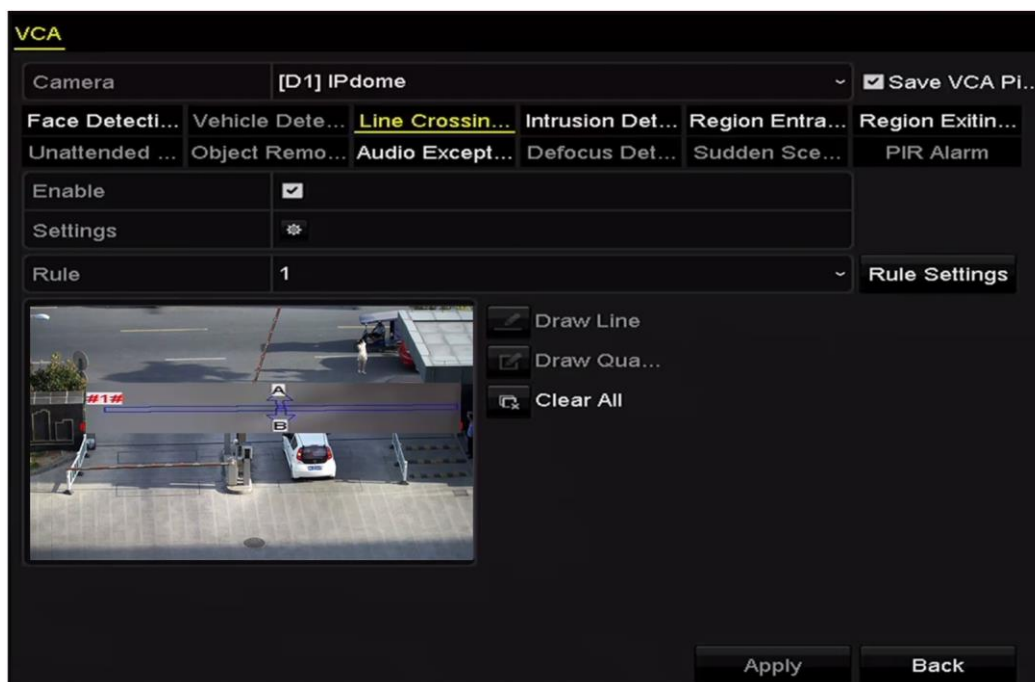 VCA
Camera [D1] IPdome Save VCA Pi...
Face Detecti... Vehicle Dete... Line Crossin... Intrusion Det... Region Entra... Region Exitin...
Unattended ... Object Remo... Audio Except... Defocus Det... Sudden Sce... PIR Alarm
Enable
Settings
Rule 1 Rule Settings
Draw Line
Draw Qua...
Clear All
#1#
A
B
Apply Back